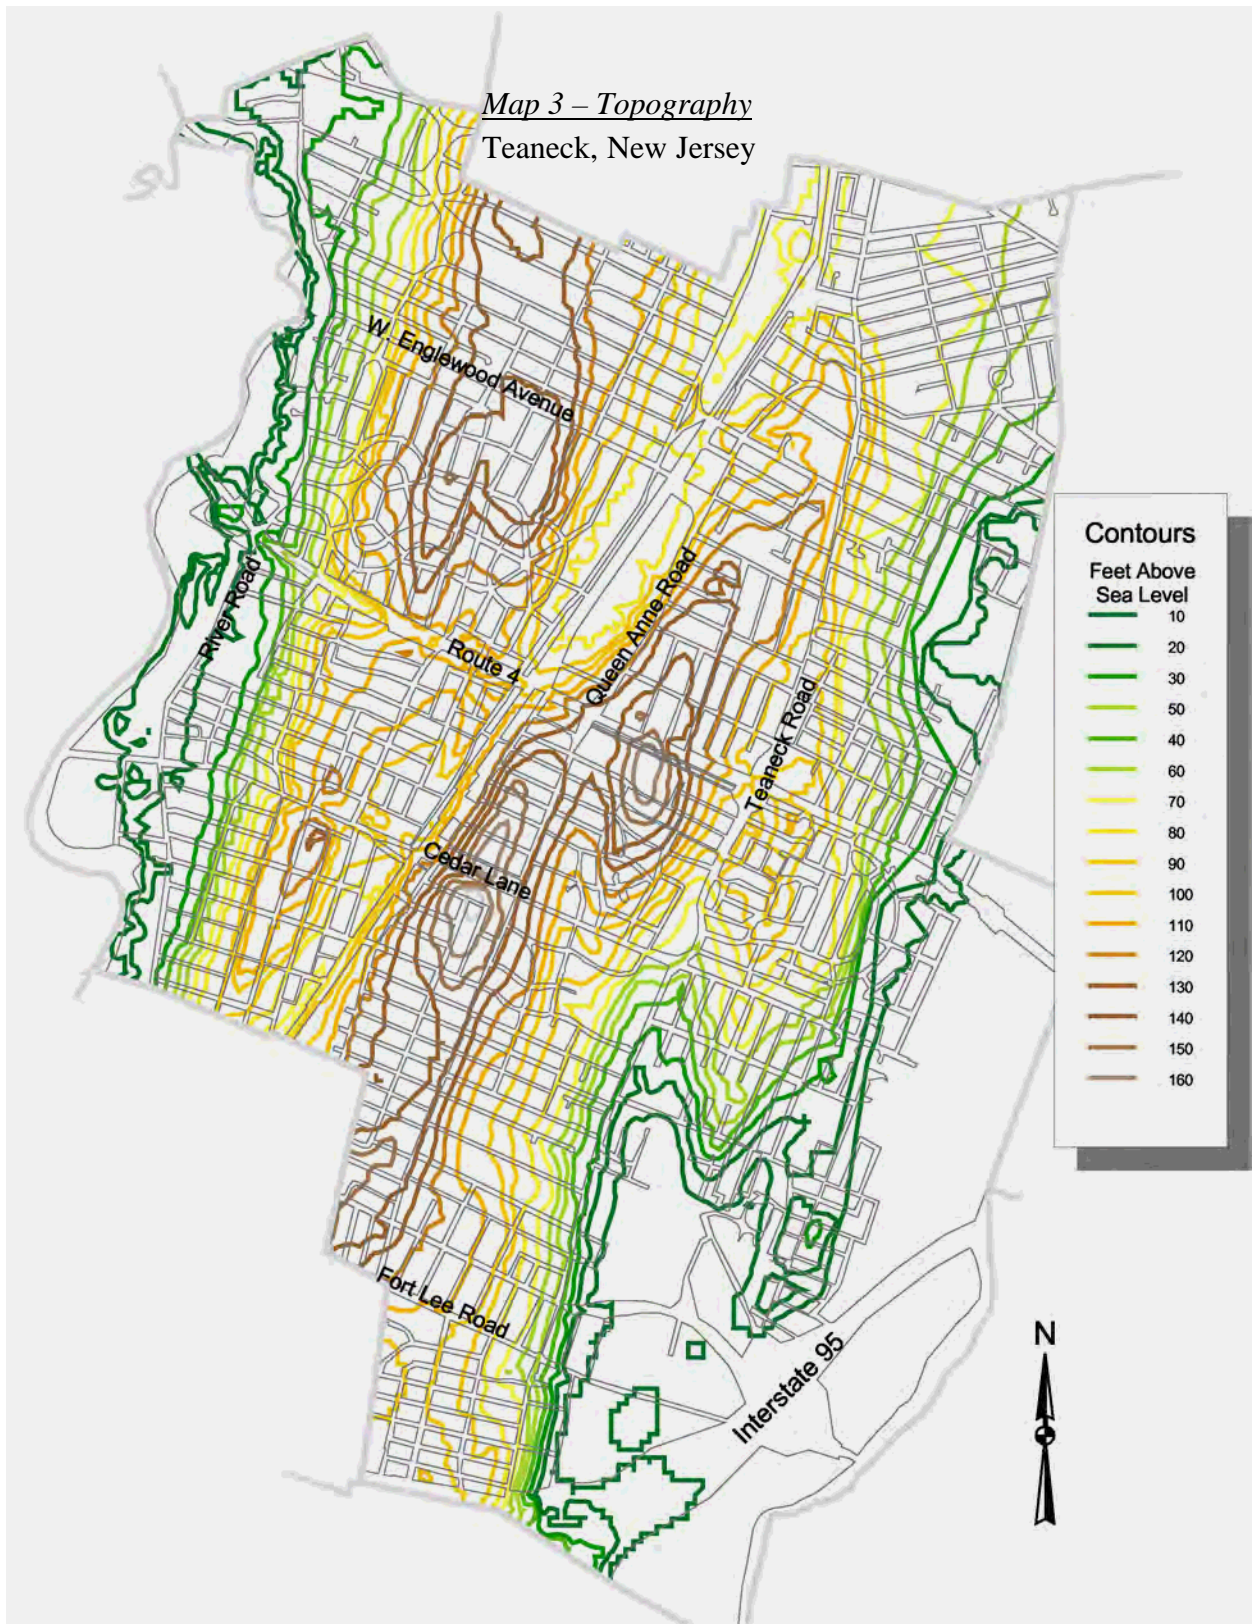 Map 3 – Topography
Teaneck, New Jersey
W. Englewood Avenue
River Road
Route 4
Queen Anne Road
Teaneck Road
Cedar Lane
Fort Lee Road
Interstate 95
Contours
Feet Above
Sea Level
10
20
30
50
40
60
70
80
90
100
110
120
130
140
150
160
N